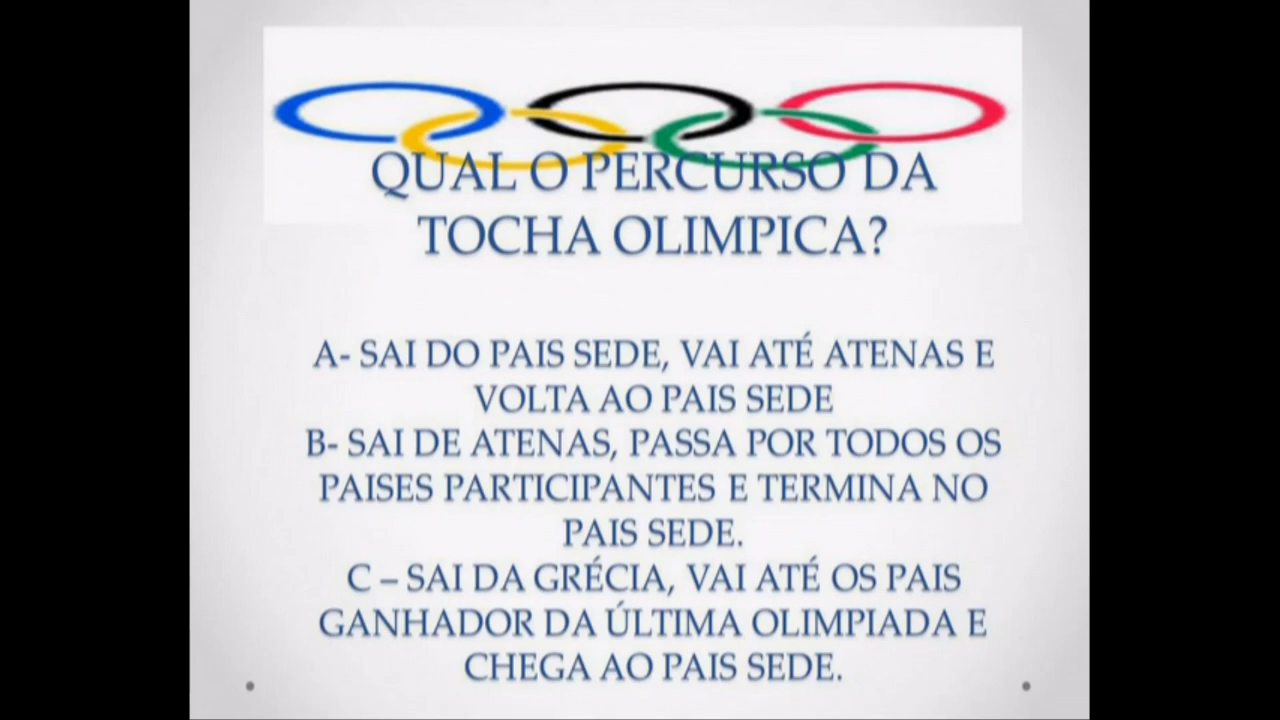 QUAL O PERCURSO DA
TOCHA OLIMPICA?
A- SAI DO PAIS SEDE, VAI ATÉ ATENAS E
VOLTA AO PAIS SEDE
B- SAI DE ATENAS, PASSA POR TODOS OS
PAISES PARTICIPANTES E TERMINA NO
PAIS SEDE.
C – SAI DA GRÉCIA, VAI ATÉ OS PAIS
GANHADOR DA ÚLTIMA OLIMPIADA E
CHEGA AO PAIS SEDE.